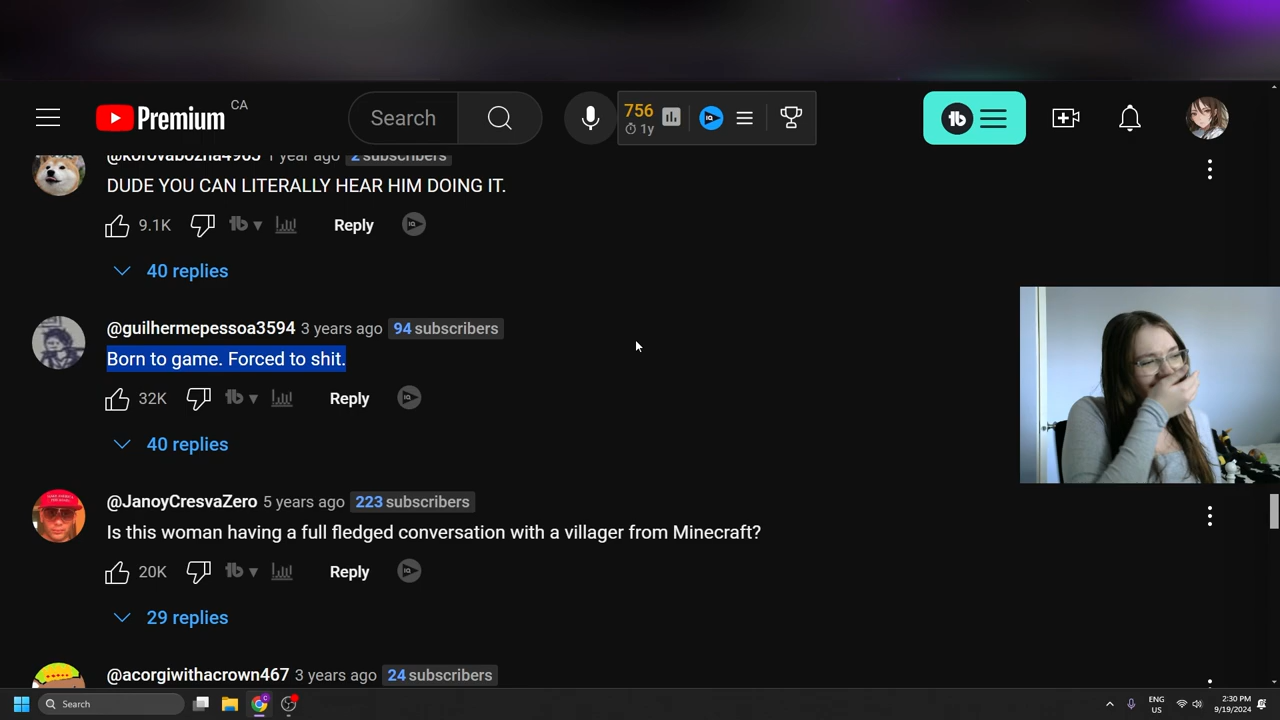 Premium CA
Search
756
1y
@korovabozha4963 1 year ago 2 subscribers
DUDE YOU CAN LITERALLY HEAR HIM DOING IT.
9.1K Reply
40 replies
@guilhermepessoa3594 3 years ago 94 subscribers
Born to game. Forced to shit.
32K Reply
40 replies
@JanoyCresvaZero 5 years ago 223 subscribers
Is this woman having a full fledged conversation with a villager from Minecraft?
20K Reply
29 replies
@acorgiwithacrown467 3 years ago 24 subscribers
Search
ENG
US
2:30 PM
9/19/2024